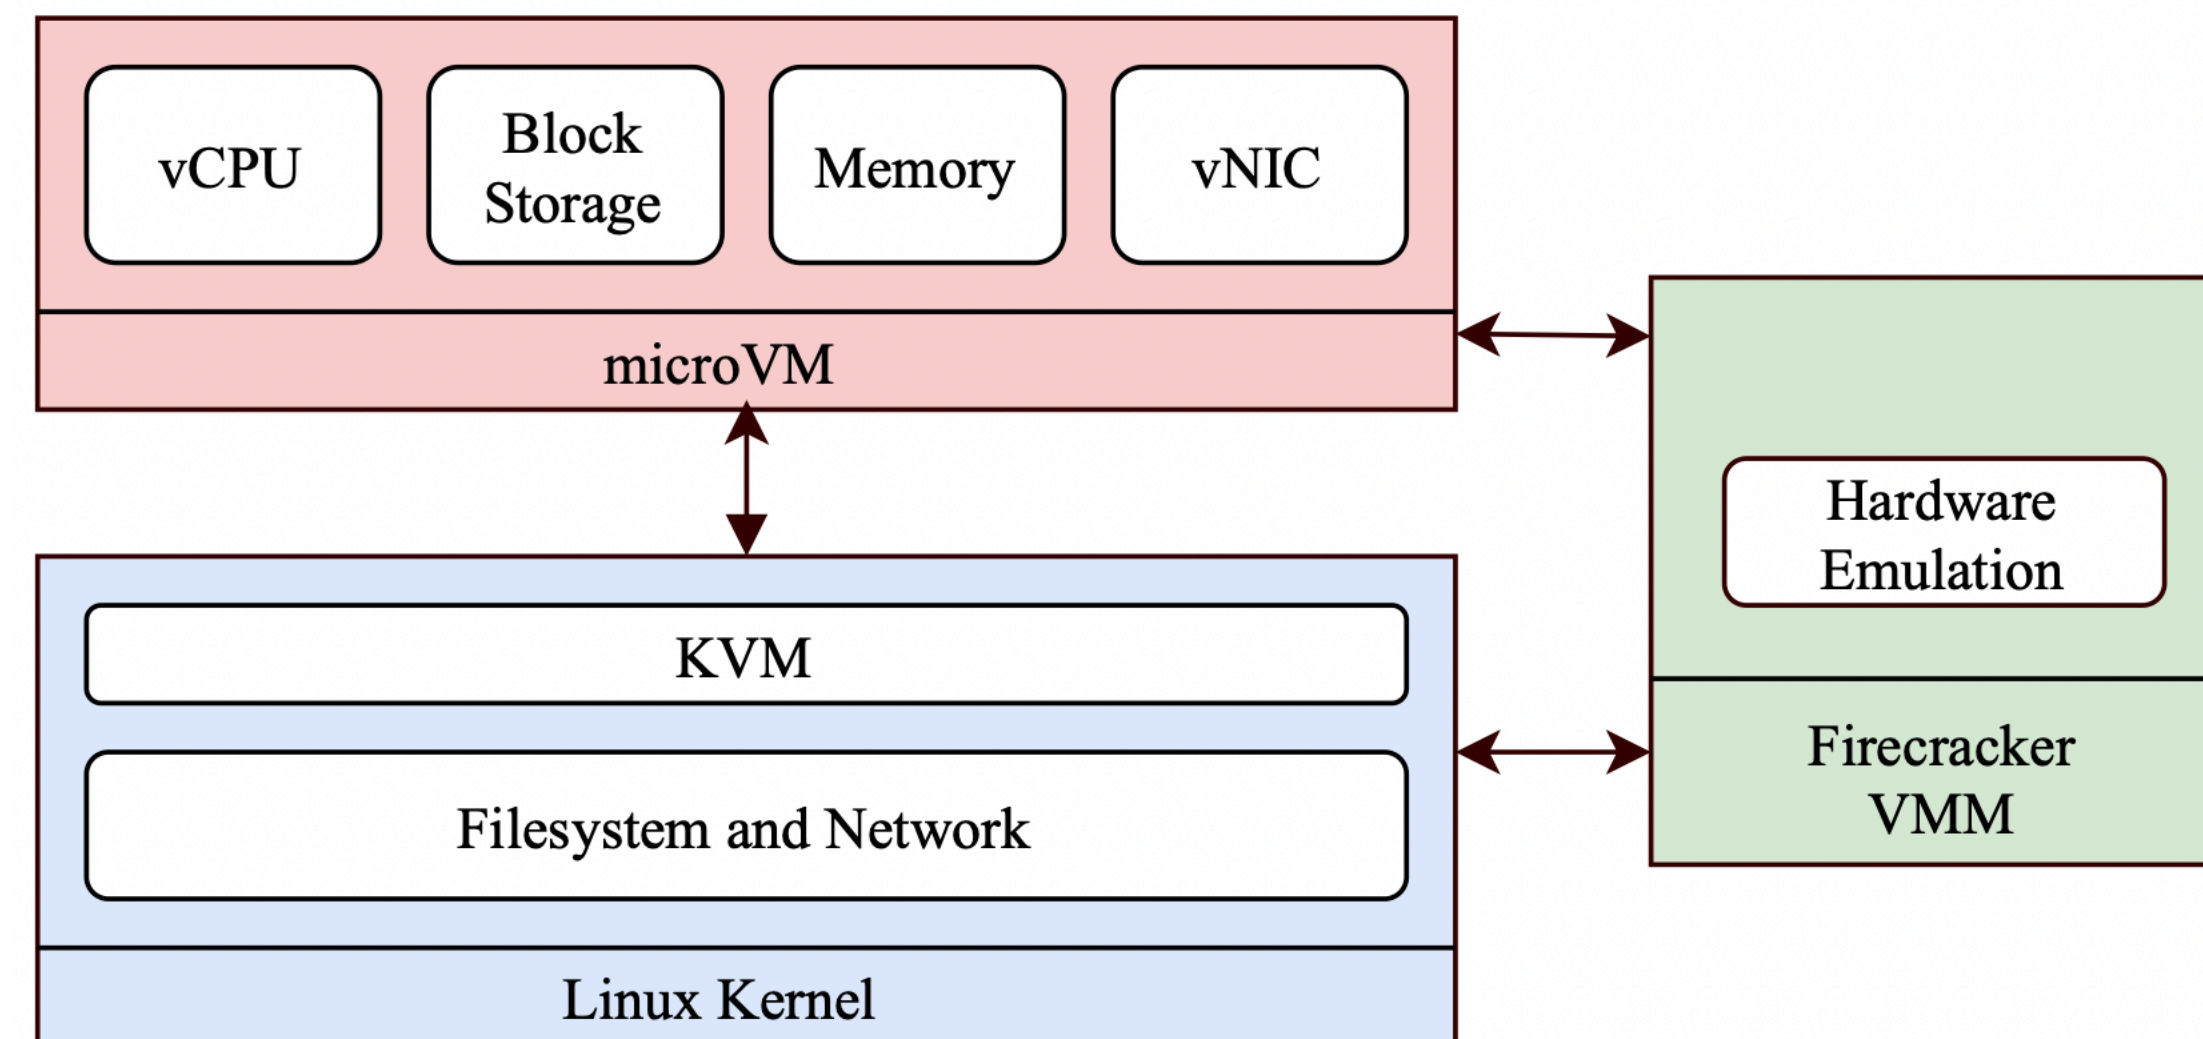 vCPU
Block
Storage
Memory
vNIC
microVM
Hardware
Emulation
KVM
Firecracker
VMM
Filesystem and Network
Linux Kernel